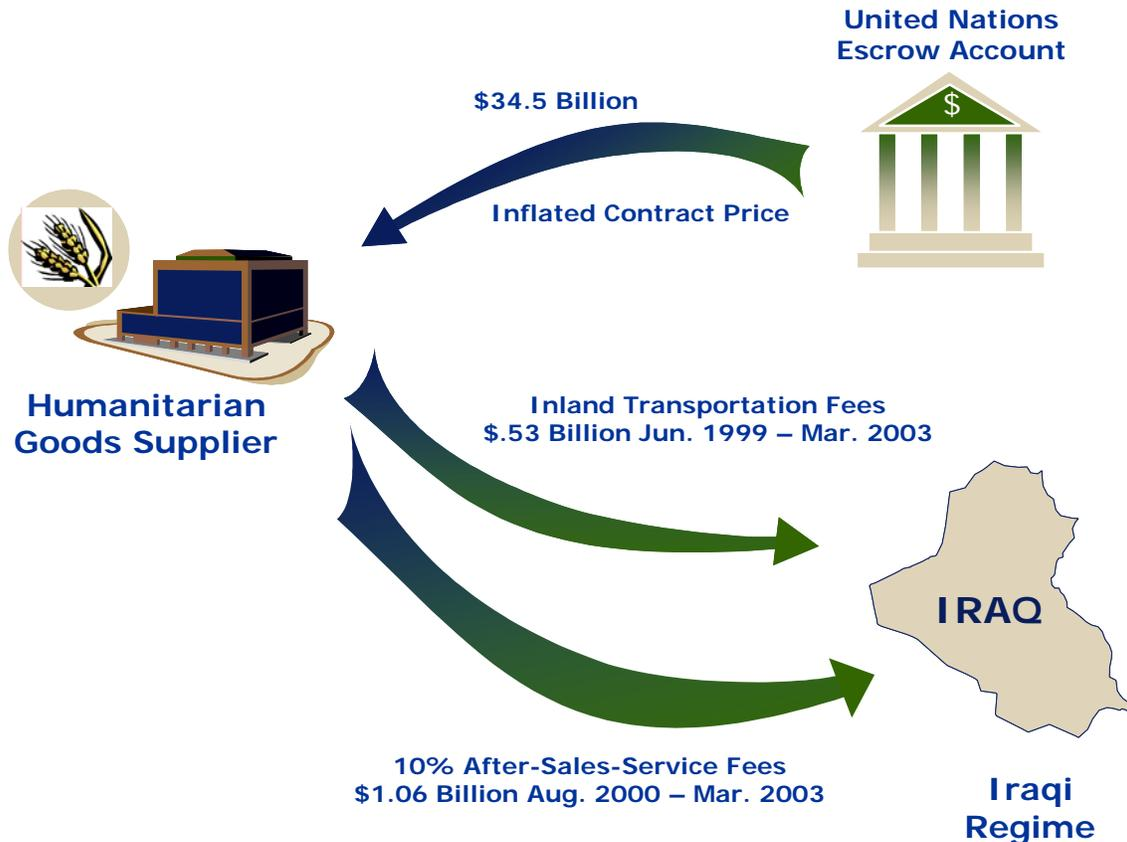 United Nations
Escrow Account
$
$34.5 Billion
Inflated Contract Price
Humanitarian
Goods Supplier
Inland Transportation Fees
$.53 Billion Jun. 1999 – Mar. 2003
IRAQ
10% After-Sales-Service Fees
$1.06 Billion Aug. 2000 – Mar. 2003
Iraqi
Regime